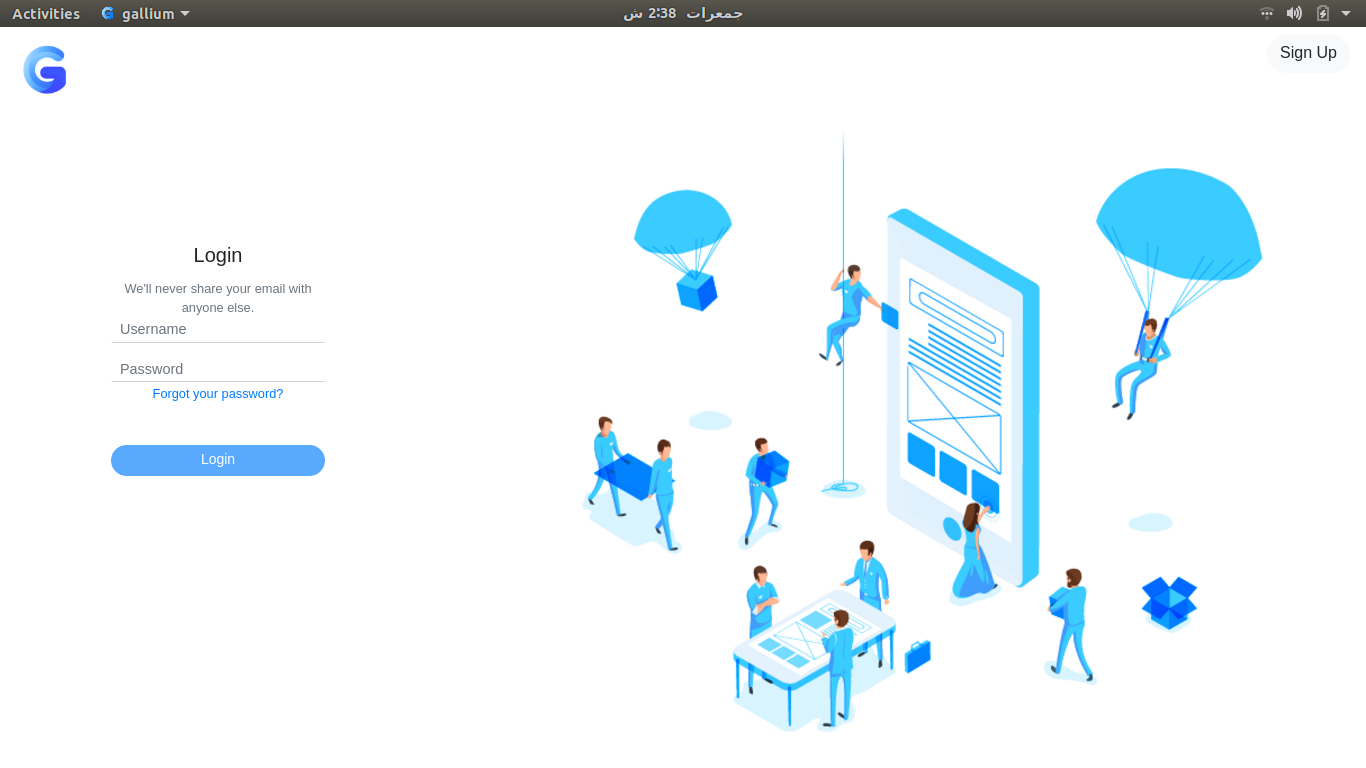 Activities
gallium
جمعرات 2:38 ش
Sign Up
Login
We'll never share your email with
anyone else.
Username
Password
Forgot your password?
Login